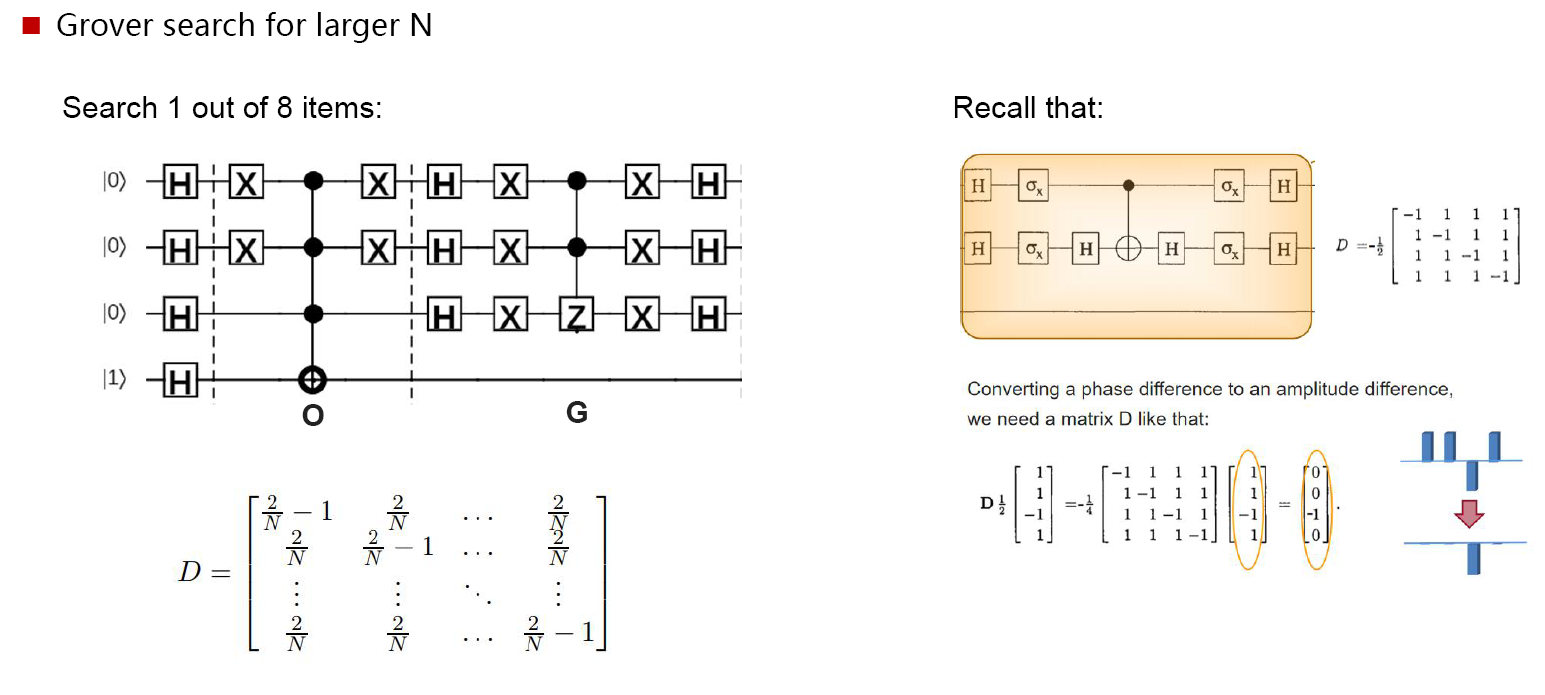 Grover search for larger N
Search 1 out of 8 items:
|0⟩ H X X H X X H
|0⟩ H X X H X X H
|0⟩ H H X Z X H
|1⟩ H
O G
D = [ 2/N − 1 2/N ... 2/N
2/N 2/N − 1 ... 2/N
⋮ ⋮ ⋱ ⋮
2/N 2/N ... 2/N − 1 ]
Recall that:
H σx σx H
H σx H H σx H
D =-1/2 [ -1 1 1 1
1 -1 1 1
1 1 -1 1
1 1 1 -1 ]
Converting a phase difference to an amplitude difference,
we need a matrix D like that:
D 1/2 [ 1 1 -1 1 ] =-1/4 [ -1 1 1 1
1 -1 1 1
1 1 -1 1
1 1 1 -1 ] [ 1 1 -1 1 ] = [ 0 0 -1 0 ] .